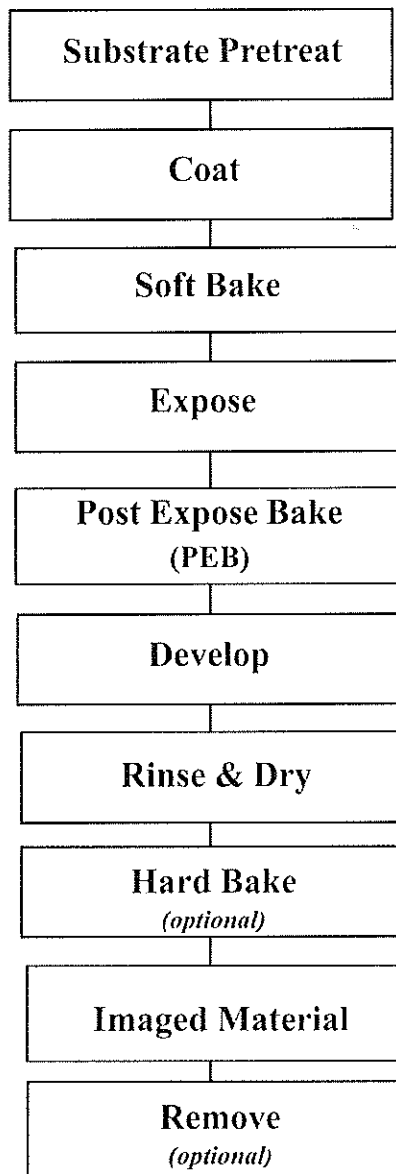 Substrate Pretreat
Coat
Soft Bake
Expose
Post Expose Bake
(PEB)
Develop
Rinse & Dry
Hard Bake
(optional)
Imaged Material
Remove
(optional)